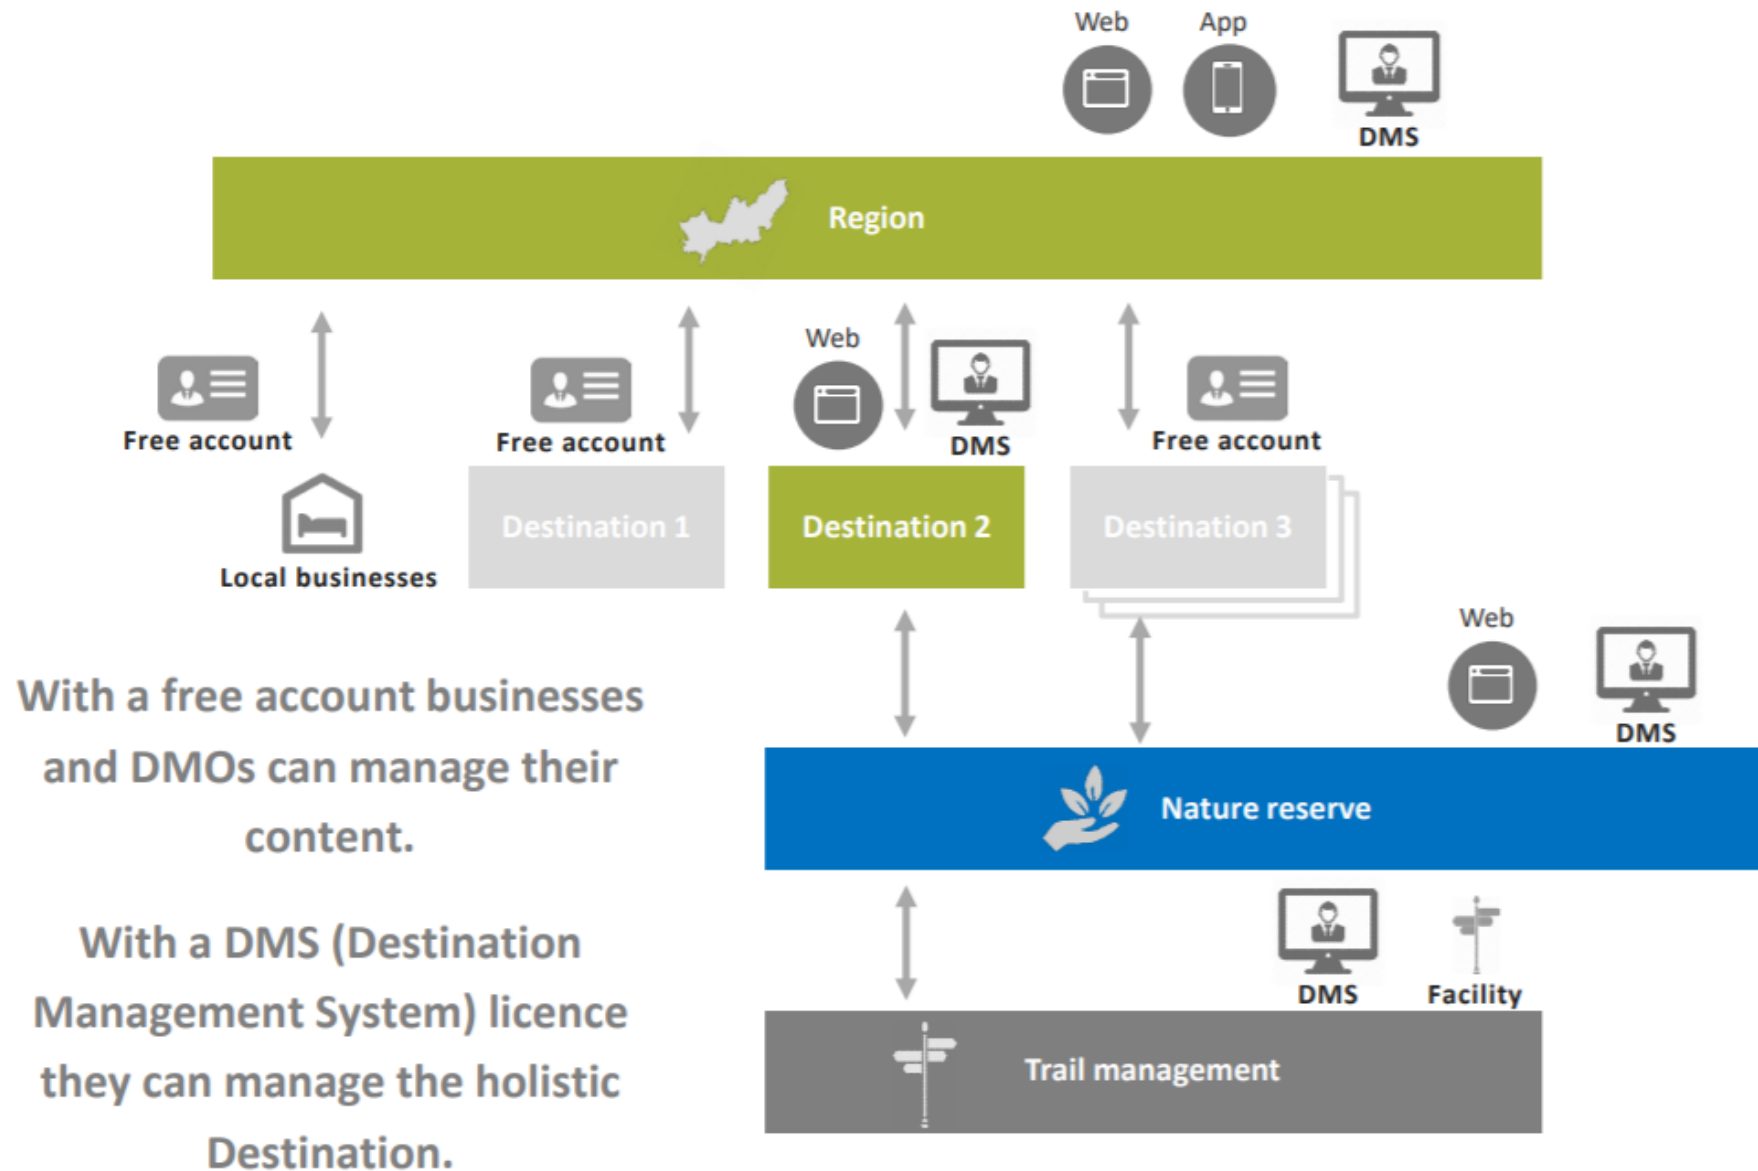 Web App
DMS
Region
Web
Free account
Free account
DMS
Free account
Destination 1
Destination 2
Destination 3
Local businesses
Web
DMS
With a free account businesses
and DMOs can manage their
content.
Nature reserve
With a DMS (Destination
Management System) licence
they can manage the holistic
Destination.
DMS
Facility
Trail management